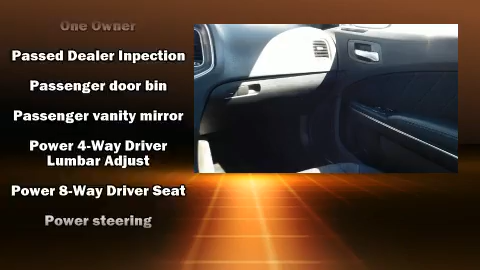 One Owner
Passed Dealer Inpection
Passenger door bin
Passenger vanity mirror
Power 4-Way Driver
Lumbar Adjust
Power 8-Way Driver Seat
Power steering